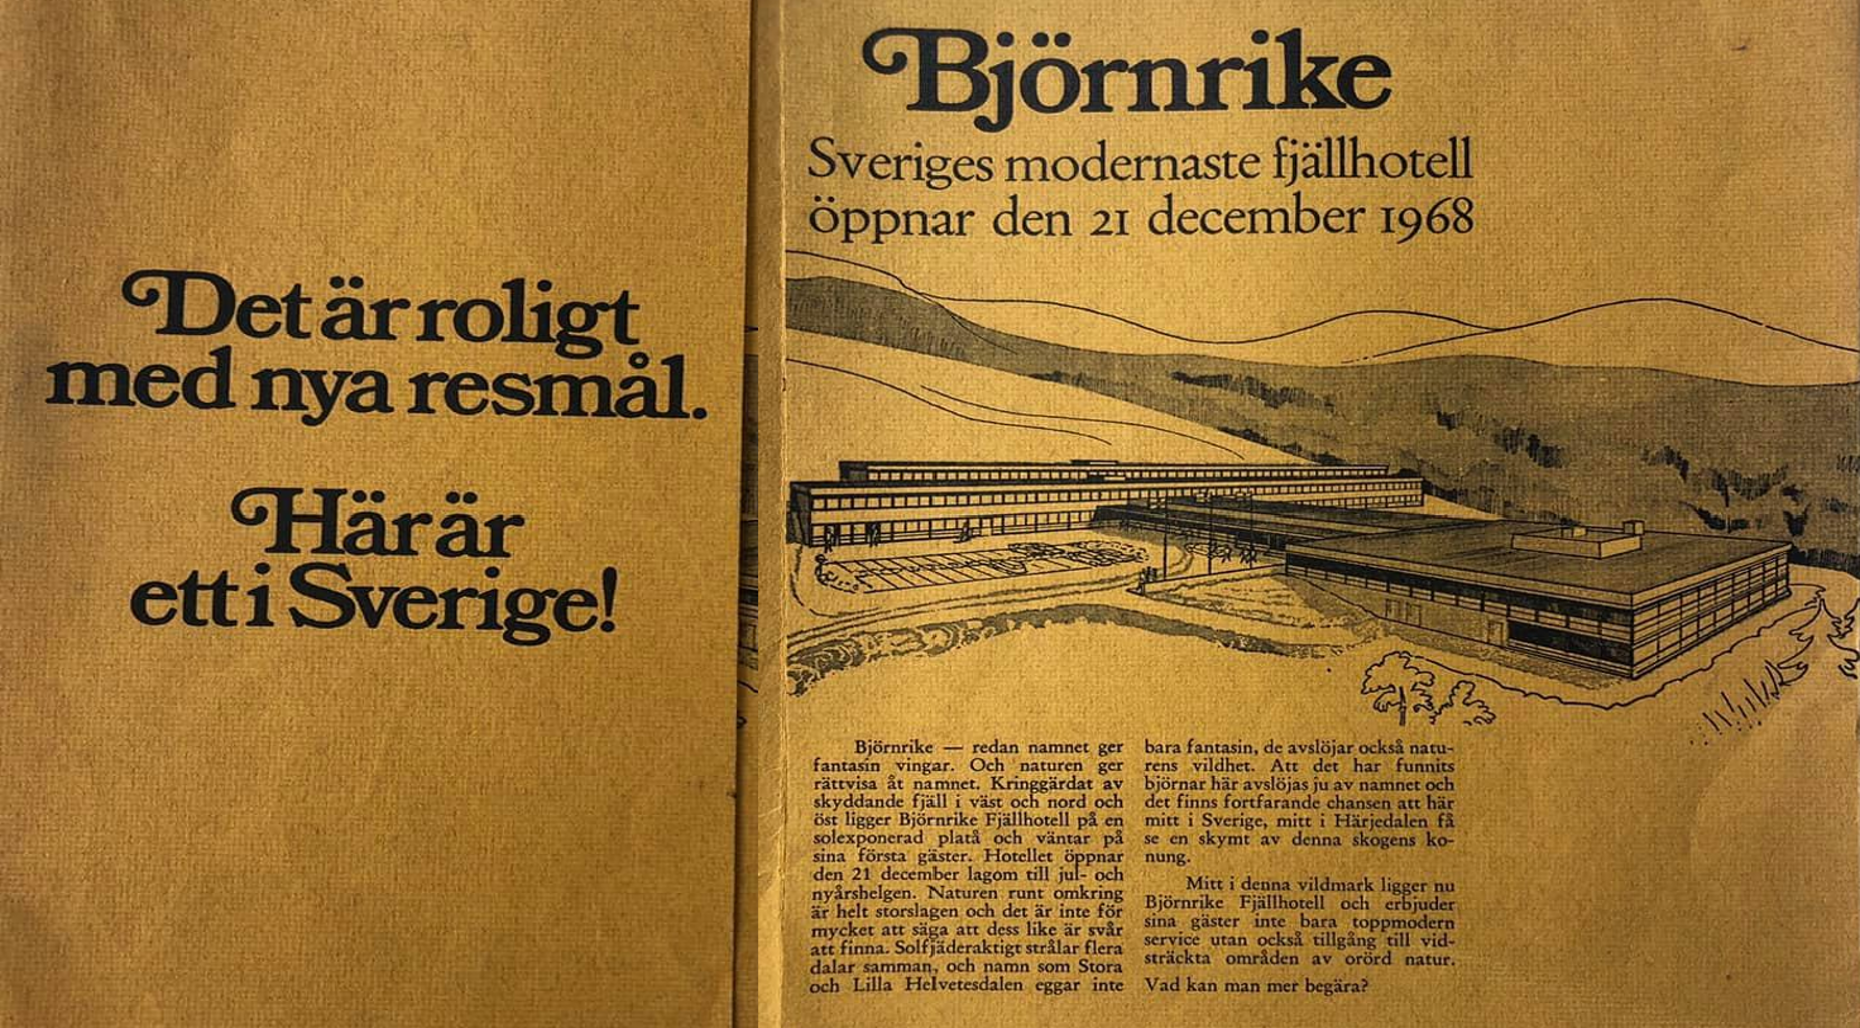 Det är roligt
med nya resmål.
Här är
ett i Sverige!
Björnrike
Sveriges modernaste fjällhotell
öppnar den 21 december 1968
Björnrike — redan namnet ger
fantasin vingar. Och naturen ger
rättvisa åt namnet. Kringgärdat av
skyddande fjäll i väst och nord och
öst ligger Björnrike Fjällhotell på en
solexponerad platå och väntar på
sina första gäster. Hotellet öppnar
den 21 december lagom till jul- och
nyårshelgen. Naturen runt omkring
är helt storslagen och det är inte för
mycket att säga att dess like är svår
att finna. Solfjäderaktigt strålar flera
dalar samman, och namn som Stora
och Lilla Helvetesdalen eggar inte
bara fantasin, de avslöjar också natu-
rens vildhet. Att det har funnits
björnar här avslöjas ju av namnet och
det finns fortfarande chansen att här
mitt i Sverige, mitt i Härjedalen få
se en skymt av denna skogens ko-
nung.
Mitt i denna vildmark ligger nu
Björnrike Fjällhotell och erbjuder
sina gäster inte bara toppmodern
service utan också tillgång till vid-
sträckta områden av orörd natur.
Vad kan man mer begära?